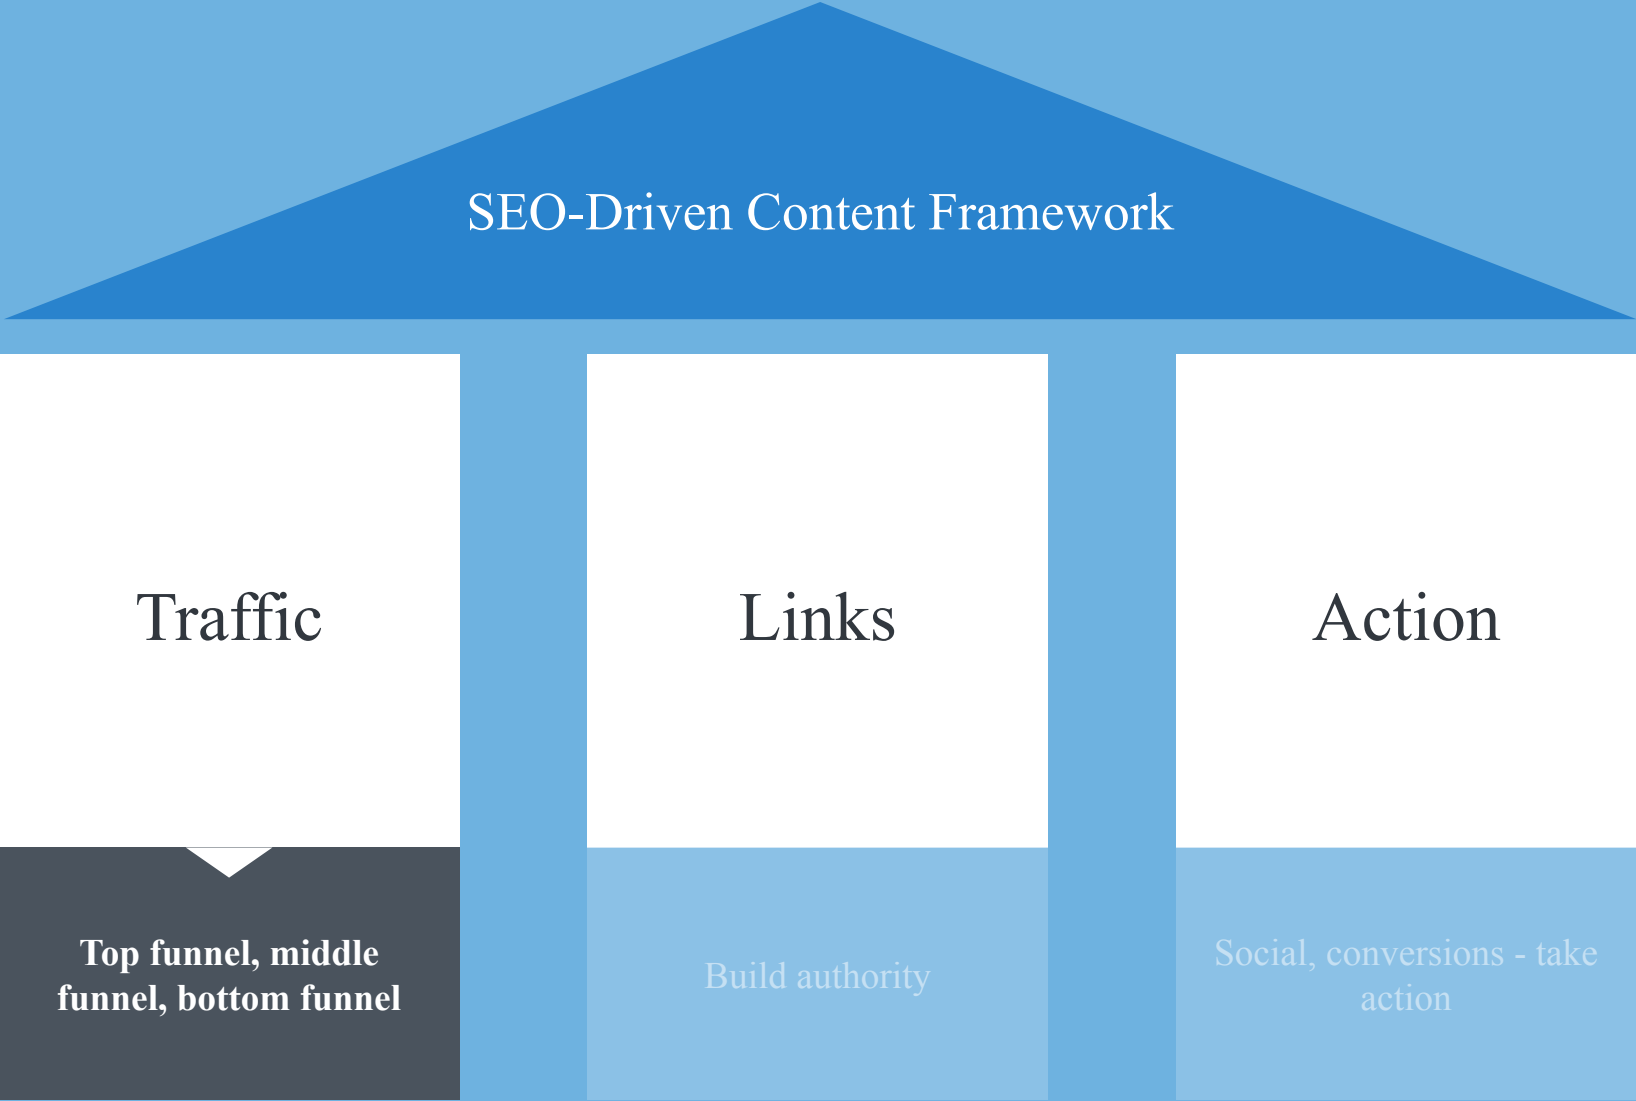 SEO-Driven Content Framework
Traffic
Links
Action
Top funnel, middle
funnel, bottom funnel
Build authority
Social, conversions - take
action